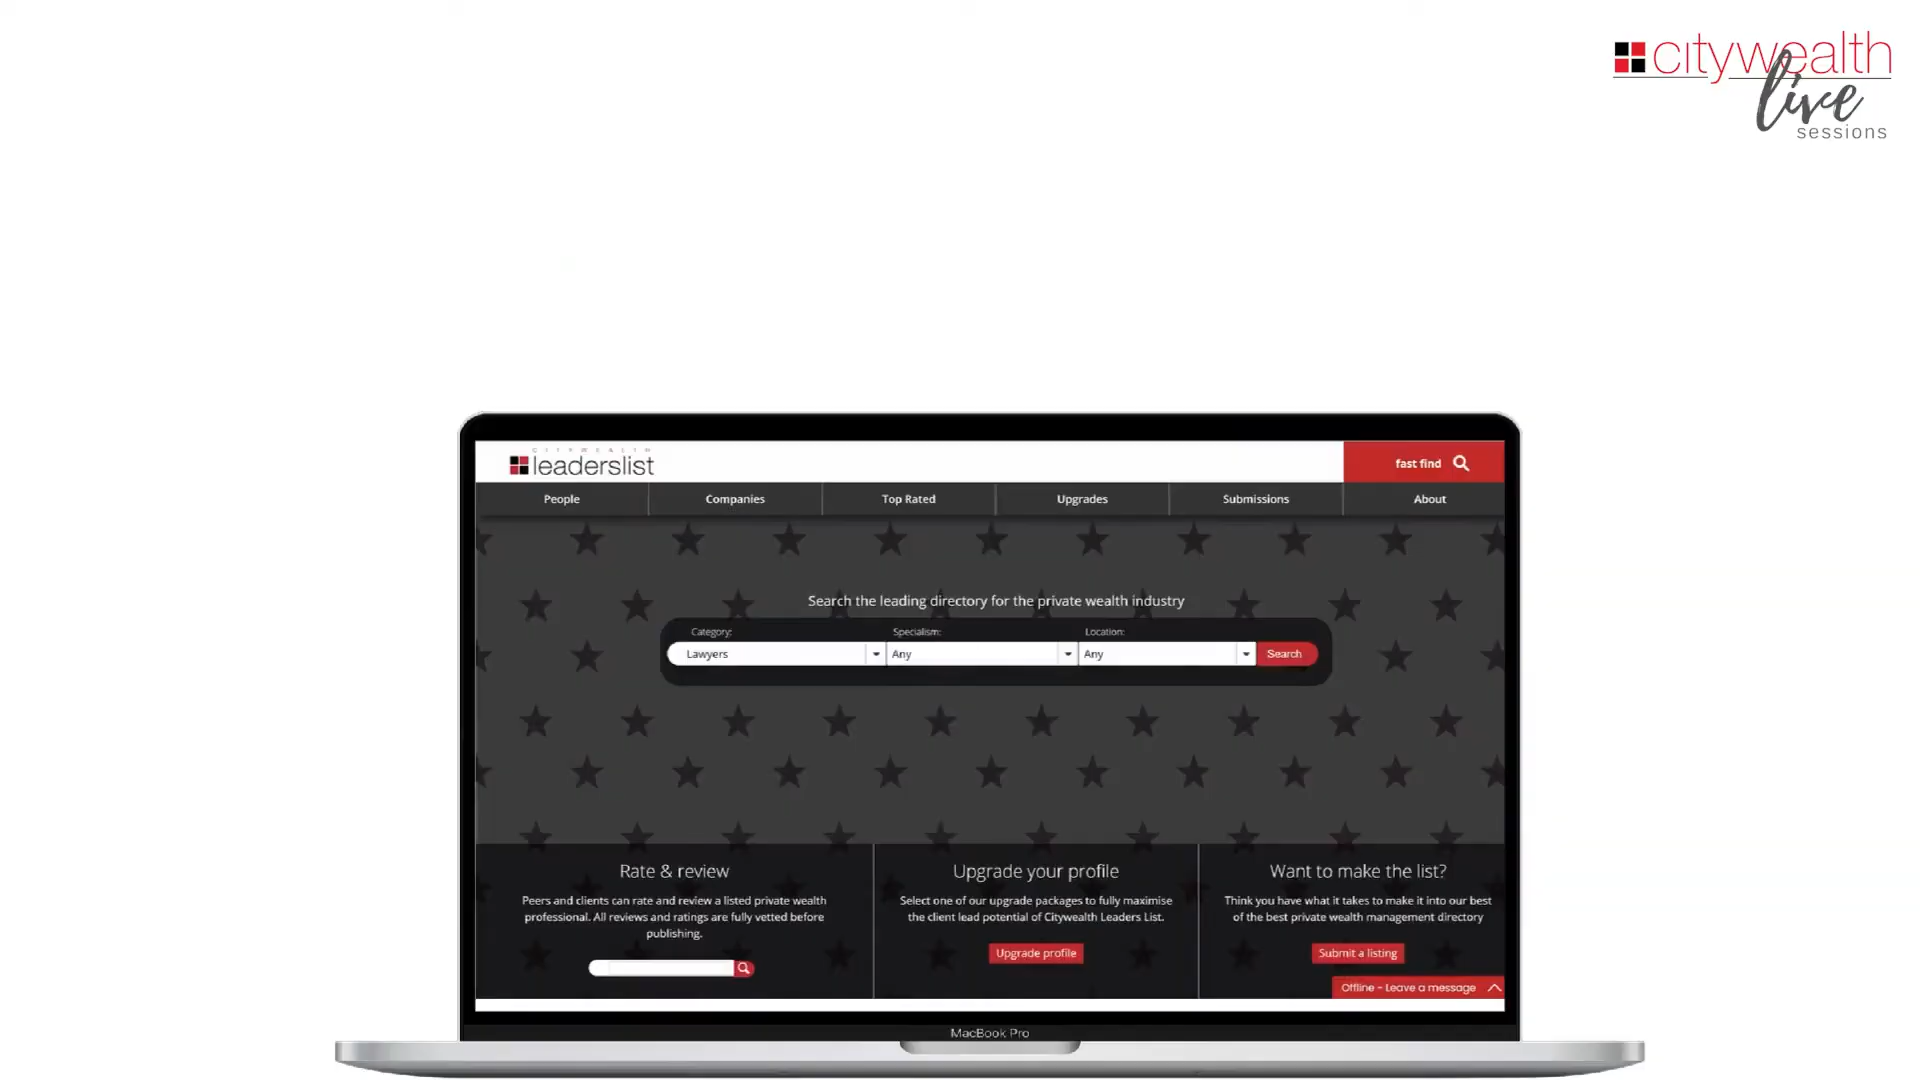 citywealth
live
sessions
CITYWEALTH
leaderslist
fast find
People
Companies
Top Rated
Upgrades
Submissions
About
Search the leading directory for the private wealth industry
Category:
Specialism:
Location:
Lawyers
Any
Any
Search
Rate & review
Peers and clients can rate and review a listed private wealth
professional. All reviews and ratings are fully vetted before
publishing.
Upgrade your profile
Select one of our upgrade packages to fully maximise
the client lead potential of Citywealth Leaders List.
Upgrade profile
Want to make the list?
Think you have what it takes to make it into our best
of the best private wealth management directory
Submit a listing
Offline - Leave a message
MacBook Pro